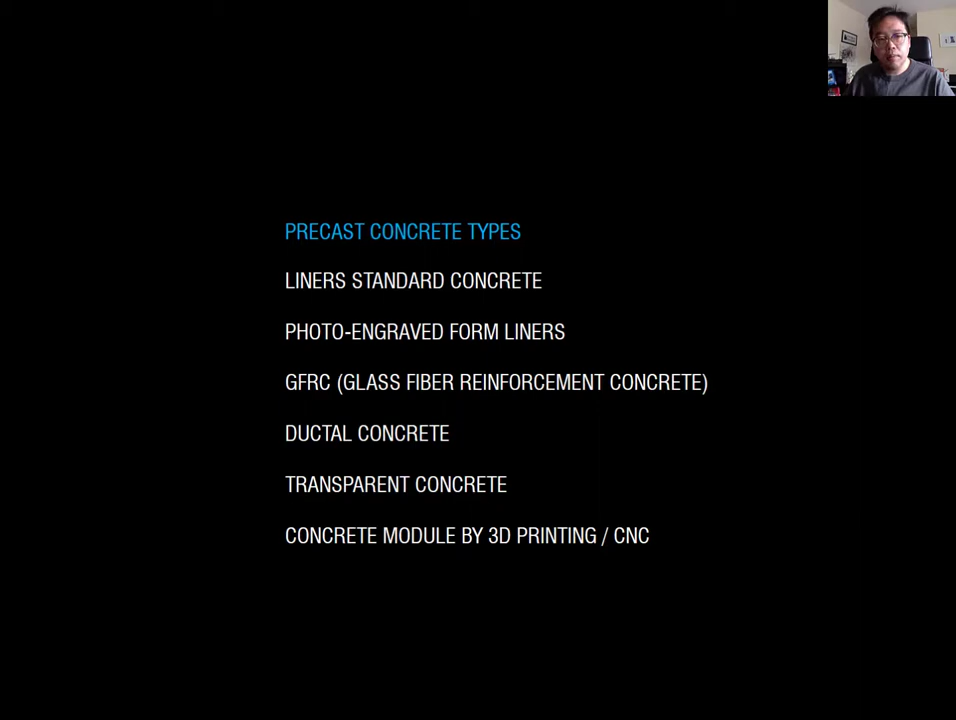 PRECAST CONCRETE TYPES
LINERS STANDARD CONCRETE
PHOTO-ENGRAVED FORM LINERS
GFRC (GLASS FIBER REINFORCEMENT CONCRETE)
DUCTAL CONCRETE
TRANSPARENT CONCRETE
CONCRETE MODULE BY 3D PRINTING / CNC